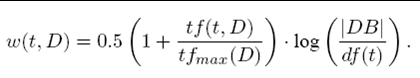 w(t, D) = 0.5 (1 + tf(t, D) / tf_max(D)) · log (|DB| / df(t)).